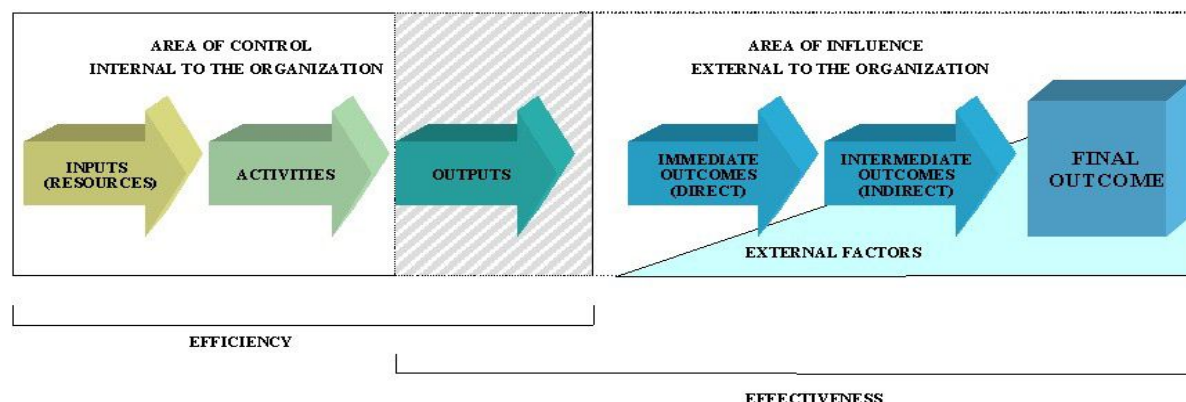 AREA OF CONTROL
INTERNAL TO THE ORGANIZATION
AREA OF INFLUENCE
EXTERNAL TO THE ORGANIZATION
INPUTS
(RESOURCES)
ACTIVITIES
OUTPUTS
IMMEDIATE
OUTCOMES
(DIRECT)
INTERMEDIATE
OUTCOMES
(INDIRECT)
FINAL
OUTCOME
EXTERNAL FACTORS
EFFICIENCY
EFFECTIVENESS